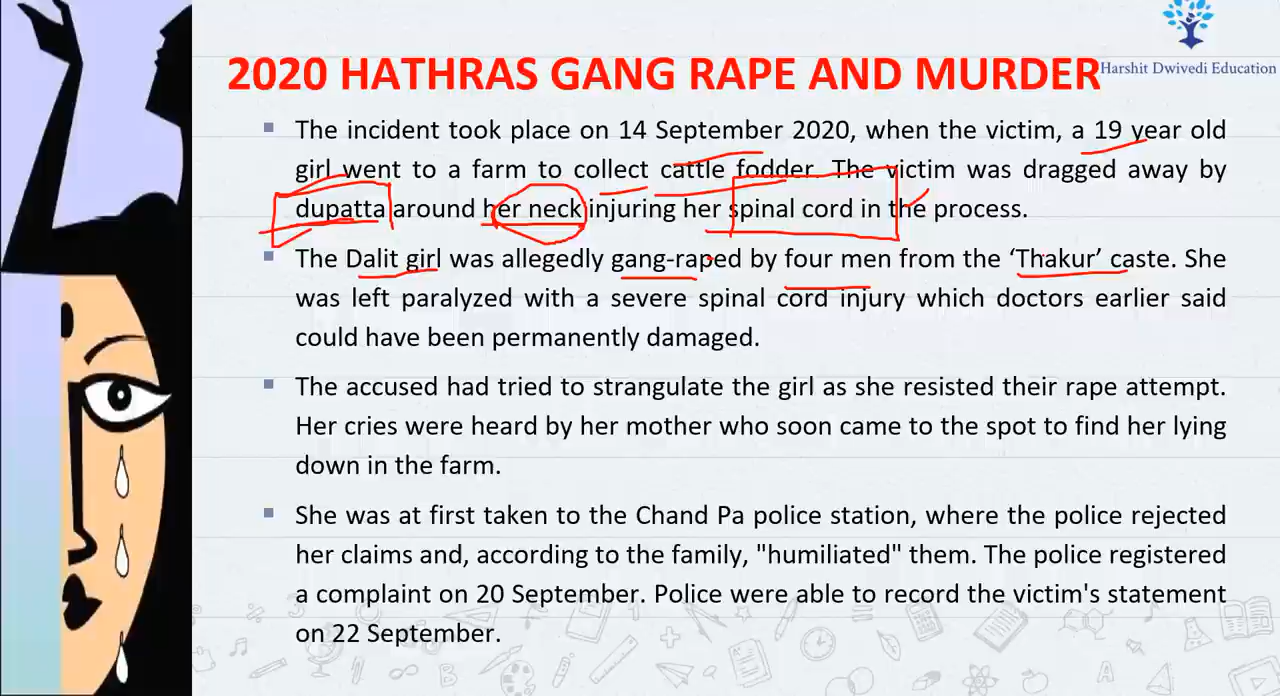 Harshit Dwivedi Education
2020 HATHRAS GANG RAPE AND MURDER
The incident took place on 14 September 2020, when the victim, a 19 year old
girl went to a farm to collect cattle fodder. The victim was dragged away by
dupatta around her neck injuring her spinal cord in the process.
The Dalit girl was allegedly gang-raped by four men from the ‘Thakur’ caste. She
was left paralyzed with a severe spinal cord injury which doctors earlier said
could have been permanently damaged.
The accused had tried to strangulate the girl as she resisted their rape attempt.
Her cries were heard by her mother who soon came to the spot to find her lying
down in the farm.
She was at first taken to the Chand Pa police station, where the police rejected
her claims and, according to the family, "humiliated" them. The police registered
a complaint on 20 September. Police were able to record the victim's statement
on 22 September.